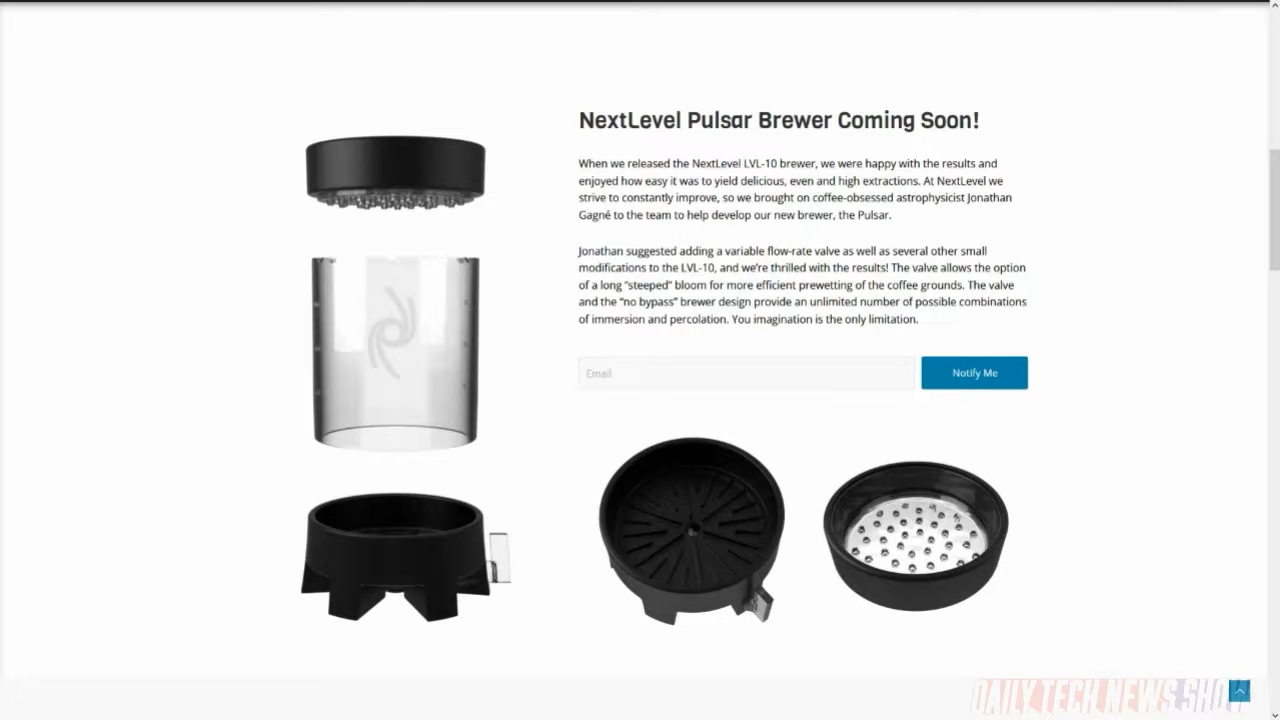 NextLevel Pulsar Brewer Coming Soon!
When we released the NextLevel LVL-10 brewer, we were happy with the results and
enjoyed how easy it was to yield delicious, even and high extractions. At NextLevel we
strive to constantly improve, so we brought on coffee-obsessed astrophysicist Jonathan
Gagné to the team to help develop our new brewer, the Pulsar.
Jonathan suggested adding a variable flow-rate valve as well as several other small
modifications to the LVL-10, and we're thrilled with the results! The valve allows the option
of a long "steeped" bloom for more efficient prewetting of the coffee grounds. The valve
and the "no bypass" brewer design provide an unlimited number of possible combinations
of immersion and percolation. You imagination is the only limitation.
Email
Notify Me
DAILY TECH NEWS SHOW